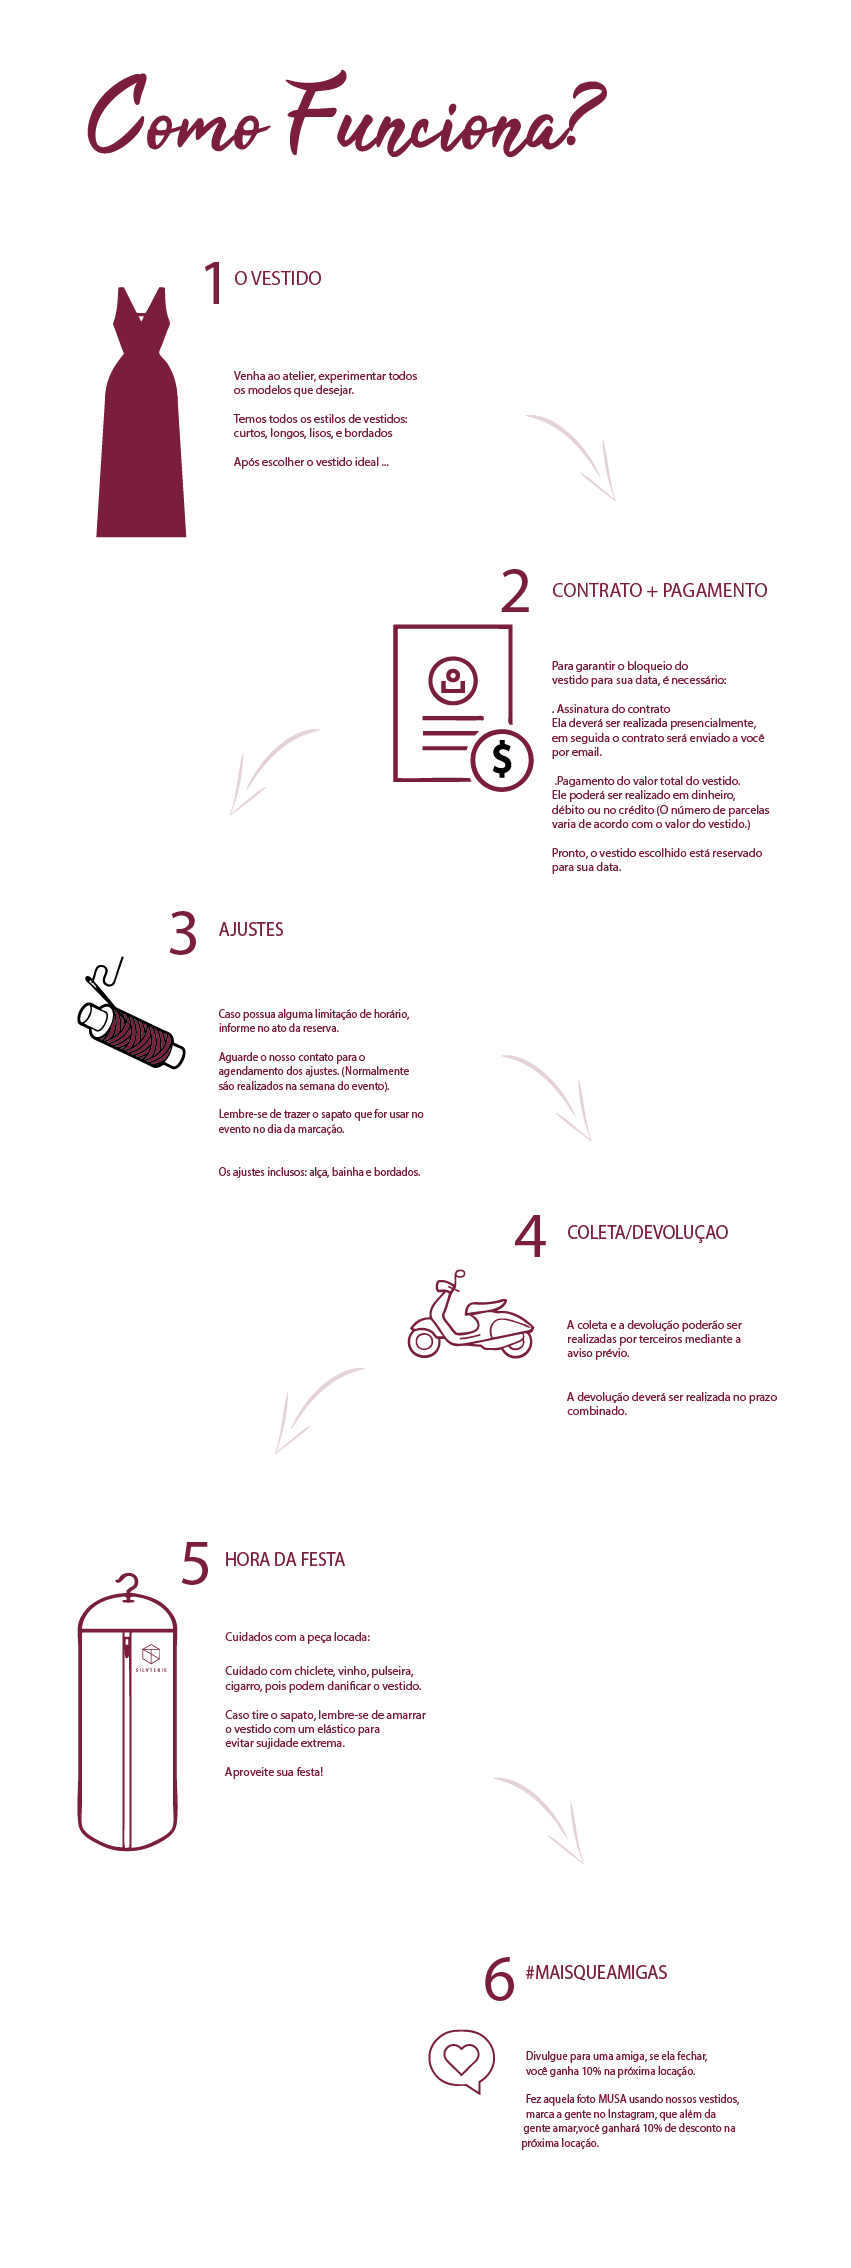 Como Funciona?
1 O VESTIDO
Venha ao atelier, experimentar todos
os modelos que desejar.
Temos todos os estilos de vestidos:
curtos, longos, lisos, e bordados
Após escolher o vestido ideal ...
2 CONTRATO + PAGAMENTO
Para garantir o bloqueio do
vestido para sua data, é necessário:
. Assinatura do contrato
Ela deverá ser realizada presencialmente,
em seguida o contrato será enviado a você
por email.
.Pagamento do valor total do vestido.
Ele poderá ser realizado em dinheiro,
débito ou no crédito (O número de parcelas
varia de acordo com o valor do vestido.)
Pronto, o vestido escolhido está reservado
para sua data.
$
3 AJUSTES
Caso possua alguma limitação de horário,
informe no ato da reserva.
Aguarde o nosso contato para o
agendamento dos ajustes. (Normalmente
são realizados na semana do evento).
Lembre-se de trazer o sapato que for usar no
evento no dia da marcação.
Os ajustes inclusos: alça, bainha e bordados.
4 COLETA/DEVOLUÇAO
A coleta e a devolução poderão ser
realizadas por terceiros mediante a
aviso prévio.
A devolução deverá ser realizada no prazo
combinado.
5 HORA DA FESTA
Cuidados com a peça locada:
Cuidado com chiclete, vinho, pulseira,
cigarro, pois podem danificar o vestido.
Caso tire o sapato, lembre-se de amarrar
o vestido com um elástico para
evitar sujidade extrema.
Aproveite sua festa!
SILVTERIE
6 #MAISQUEAMIGAS
Divulgue para uma amiga, se ela fechar,
você ganha 10% na próxima locação.
Fez aquela foto MUSA usando nossos vestidos,
marca a gente no Instagram, que além da
gente amar,você ganhará 10% de desconto na
próxima locação.